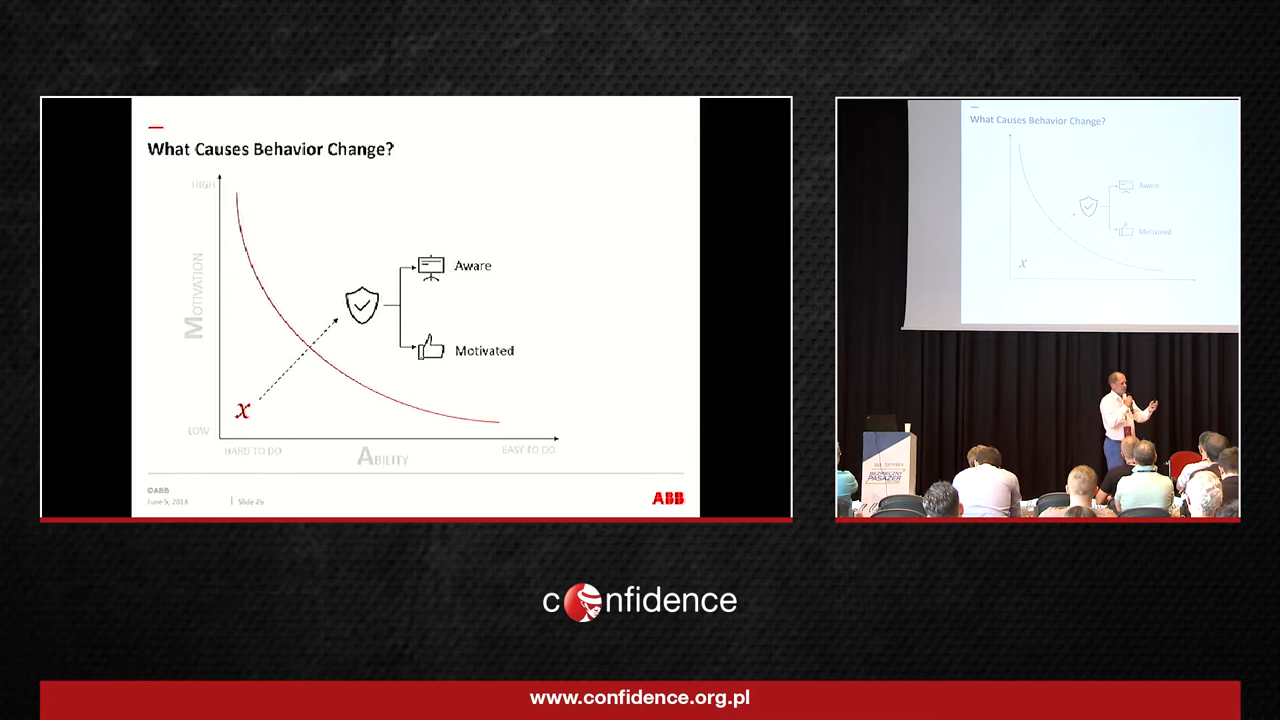 What Causes Behavior Change?
HIGH
MOTIVATION
LOW
Aware
Motivated
x
HARD TO DO
ABILITY
EASY TO DO
©ABB
June 5, 2018 | Slide 26
ABB
What Causes Behavior Change?
Aware
Motivated
x
BEZPIECZNY
PASAŻER
confidence
www.confidence.org.pl